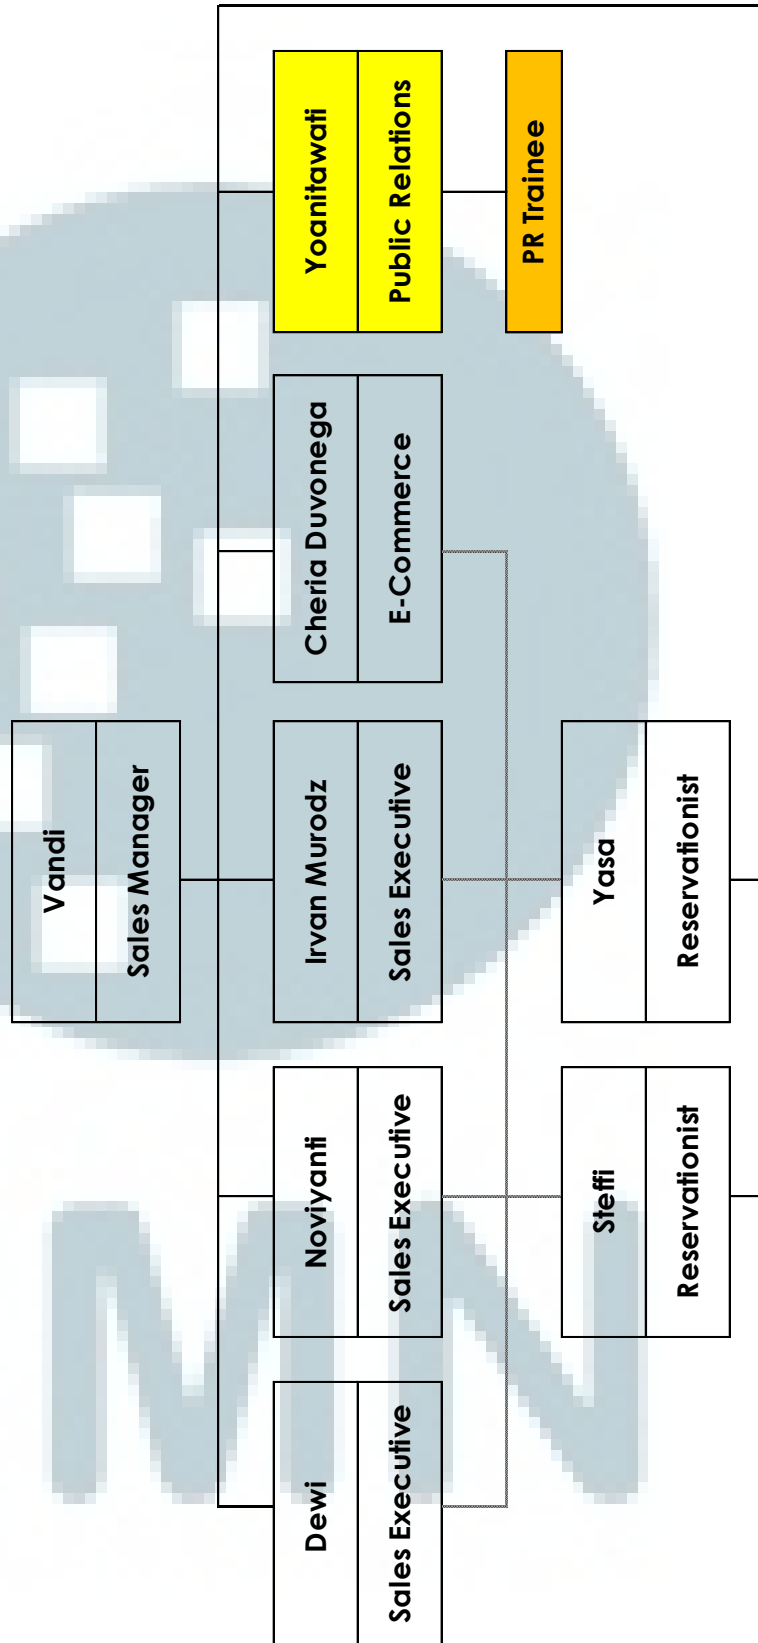 Vandi
Sales Manager
Dewi
Sales Executive
Noviyanti
Sales Executive
Irvan Murodz
Sales Executive
Cheria Duvonega
E-Commerce
Yoanitawati
Public Relations
PR Trainee
Steffi
Reservationist
Yasa
Reservationist
M N